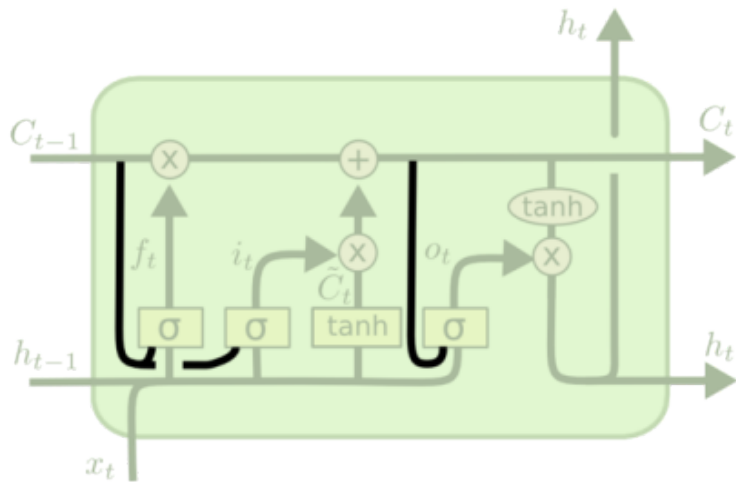 h_t
C_{t-1}
C_t
x
+
tanh
f_t
i_t
x
o_t
x
C̃_t
σ
σ
tanh
σ
h_{t-1}
h_t
x_t